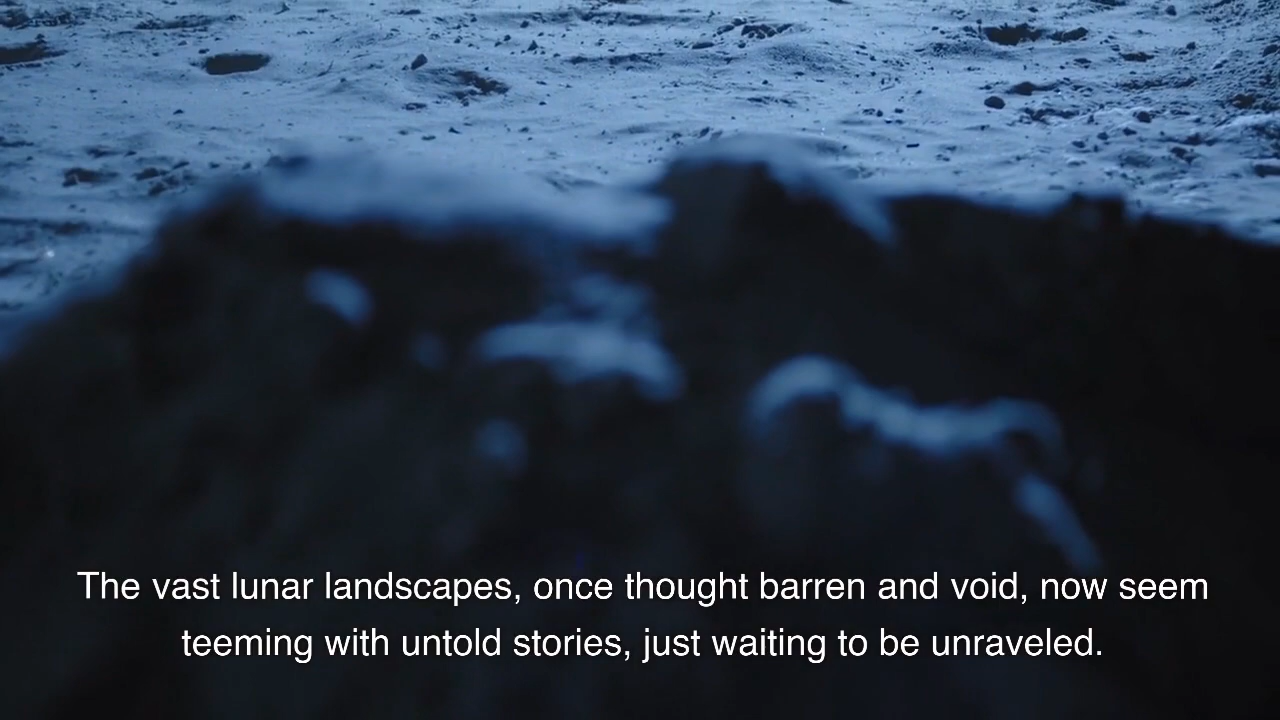 The vast lunar landscapes, once thought barren and void, now seem
teeming with untold stories, just waiting to be unraveled.